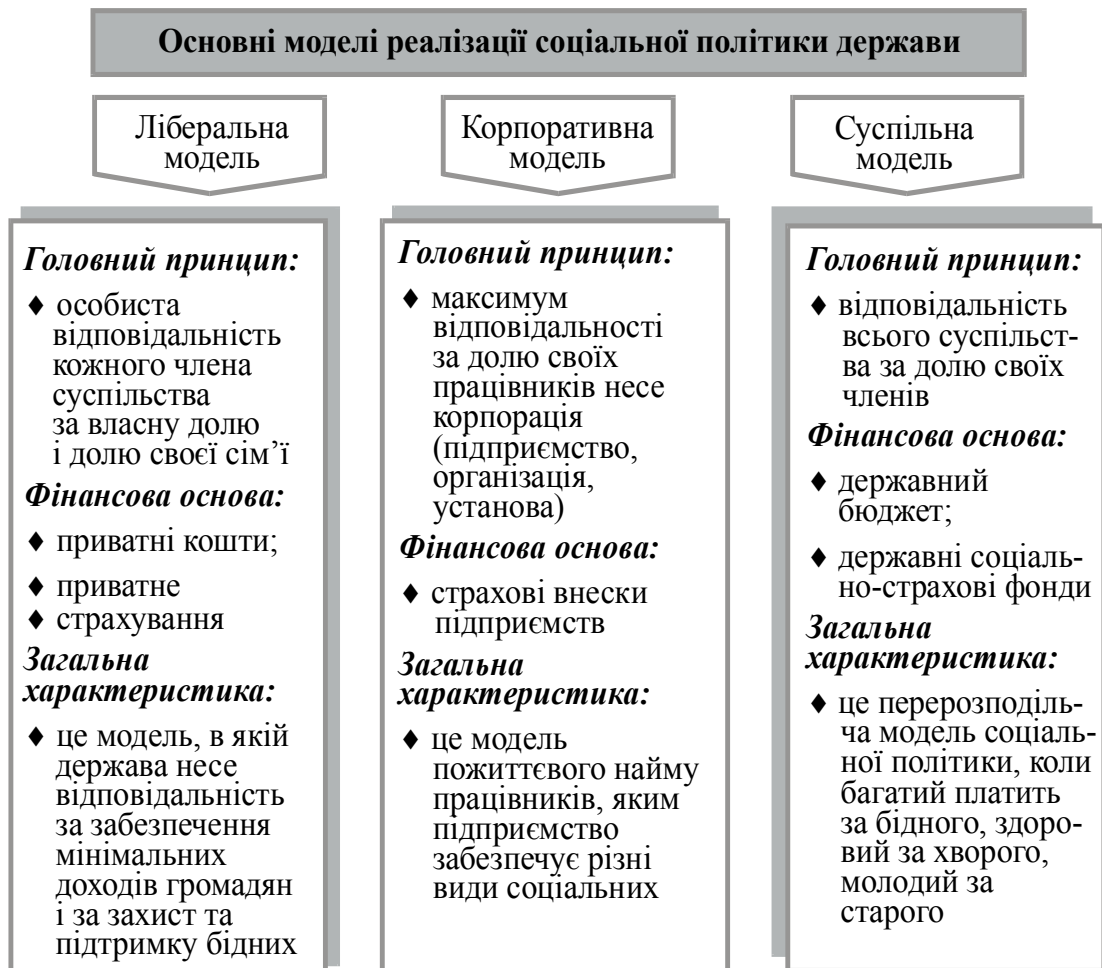 Основні моделі реалізації соціальної політики держави
Ліберальна
модель
Корпоративна
модель
Суспільна
модель
Головний принцип:
♦ особиста
відповідальність
кожного члена
суспільства
за власну долю
і долю своєї сім’ї
Фінансова основа:
♦ приватні кошти;
♦ приватне
♦ страхування
Загальна
характеристика:
♦ це модель, в якій
держава несе
відповідальність
за забезпечення
мінімальних
доходів громадян
і за захист та
підтримку бідних
Головний принцип:
♦ максимум
відповідальності
за долю своїх
працівників несе
корпорація
(підприємство,
організація,
установа)
Фінансова основа:
♦ страхові внески
підприємств
Загальна
характеристика:
♦ це модель
пожиттєвого найму
працівників, яким
підприємство
забезпечує різні
види соціальних
Головний принцип:
♦ відповідальність
всього суспільст-
ва за долю своїх
членів
Фінансова основа:
♦ державний
бюджет;
♦ державні соціаль-
но-страхові фонди
Загальна
характеристика:
♦ це перерозподіль-
ча модель соціаль-
ної політики, коли
багатий платить
за бідного, здоро-
вий за хворого,
молодий за
старого